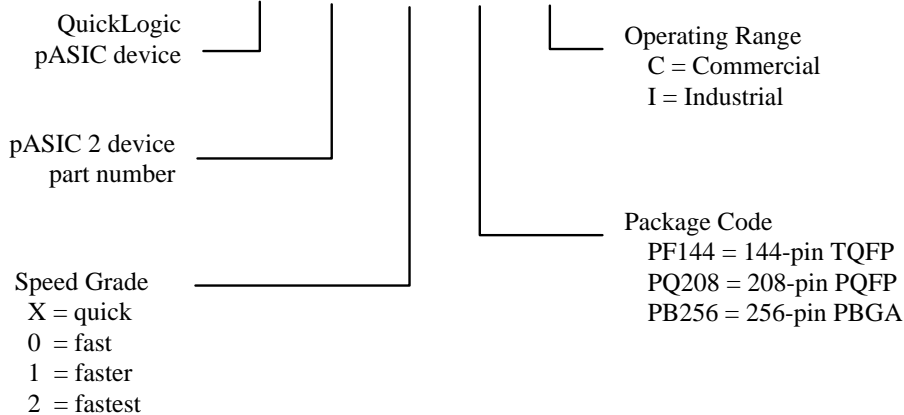 QuickLogic
pASIC device
pASIC 2 device
part number
Speed Grade
X = quick
0 = fast
1 = faster
2 = fastest
Operating Range
C = Commercial
I = Industrial
Package Code
PF144 = 144-pin TQFP
PQ208 = 208-pin PQFP
PB256 = 256-pin PBGA